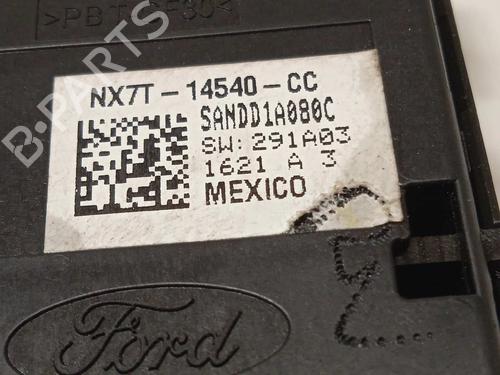 >PBT-GF30<
NX7T-14540-CC
SANDD1A080C
SW:291A03
1621 A 3
MEXICO
Ford
B-PARTS